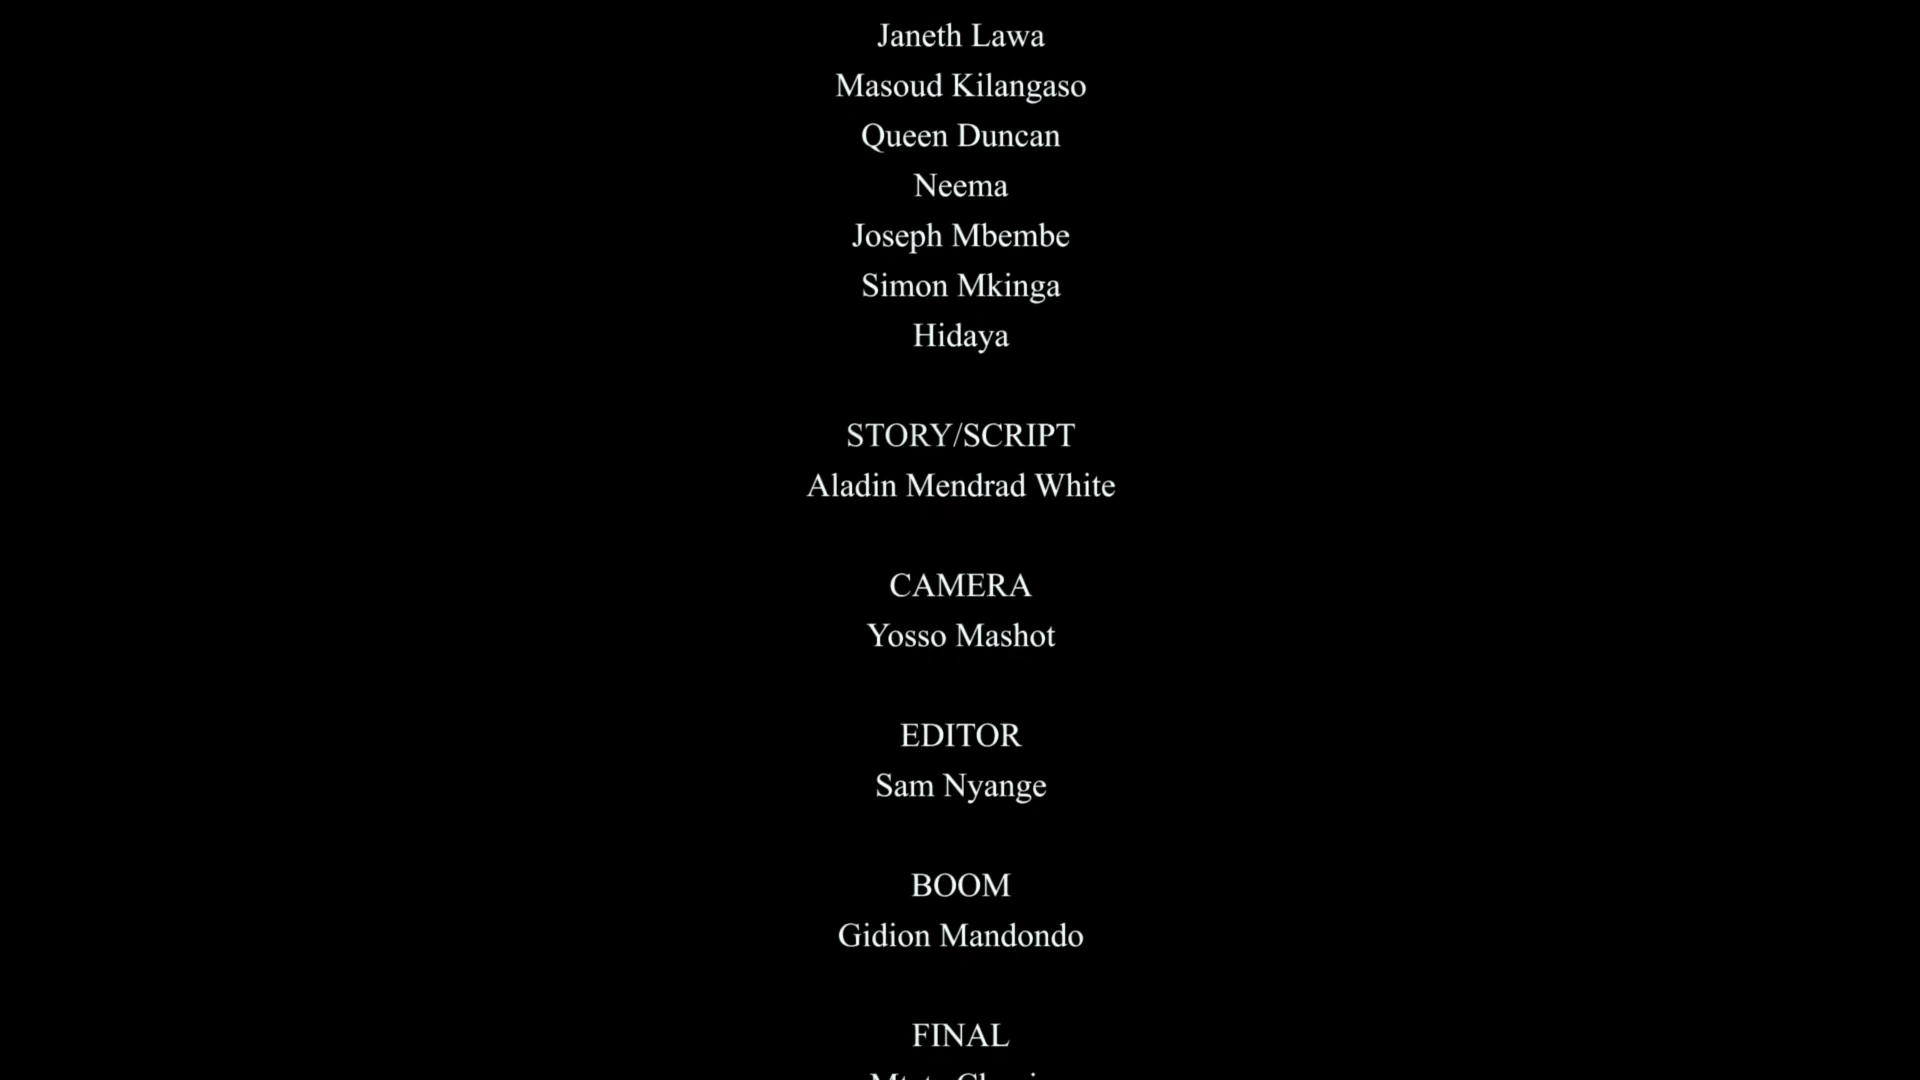 Janeth Lawa
Masoud Kilangaso
Queen Duncan
Neema
Joseph Mbembe
Simon Mkinga
Hidaya
STORY/SCRIPT
Aladin Mendrad White
CAMERA
Yosso Mashot
EDITOR
Sam Nyange
BOOM
Gidion Mandondo
FINAL